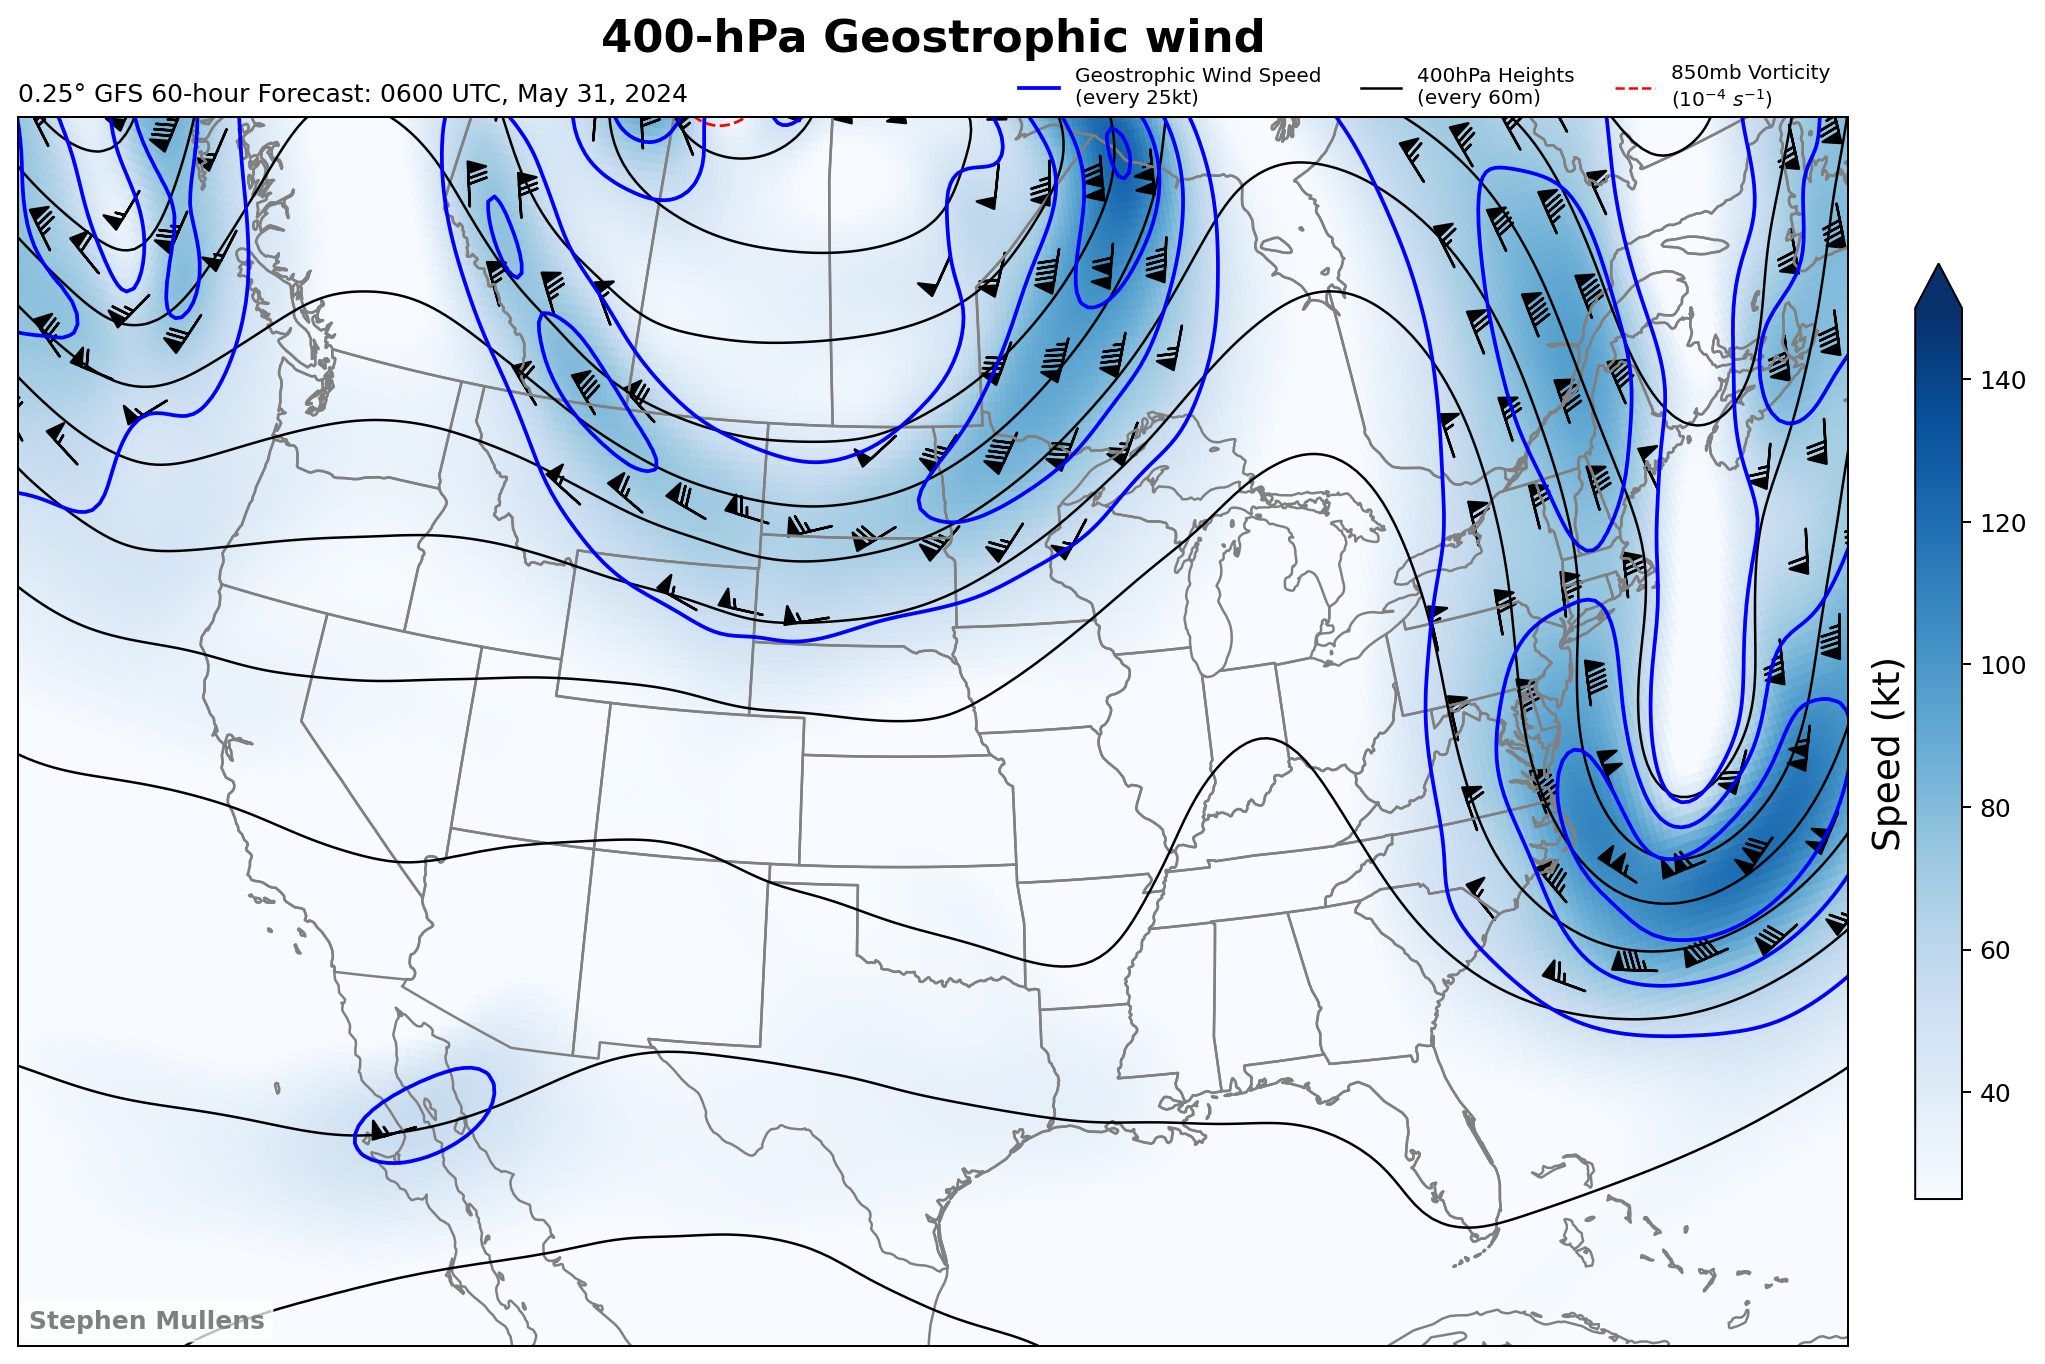 400-hPa Geostrophic wind
0.25° GFS 60-hour Forecast: 0600 UTC, May 31, 2024
Geostrophic Wind Speed
(every 25kt)
400hPa Heights
(every 60m)
850mb Vorticity
(10⁻⁴ s⁻¹)
140
120
100
80
60
40
Speed (kt)
Stephen Mullens